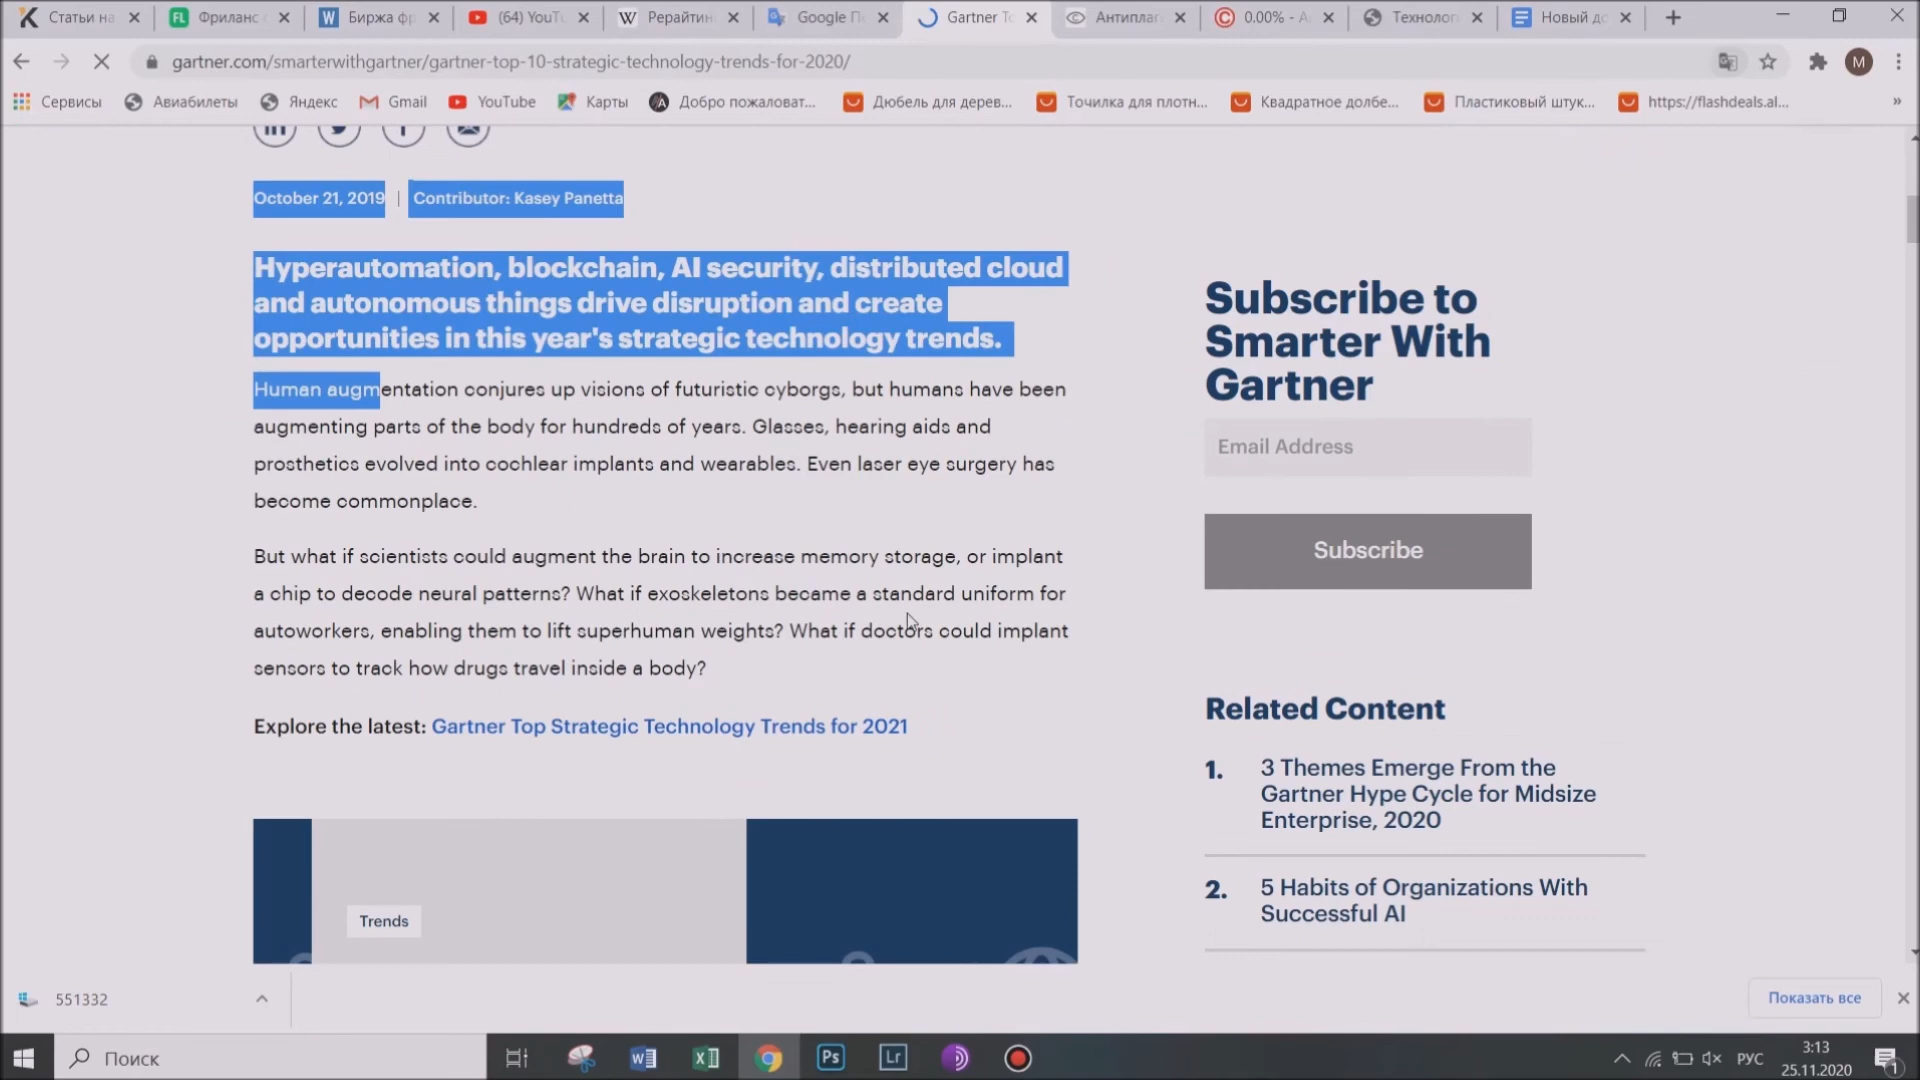 Статьи на
Фриланс
Биржа фр
(64) YouT
Рерайтин
Google П
Gartner To
Антиплаг
0.00% - А
Технолог
Новый до
gartner.com/smarterwithgartner/gartner-top-10-strategic-technology-trends-for-2020/
M
Сервисы
Авиабилеты
Яндекс
Gmail
YouTube
Карты
Добро пожаловат...
Дюбель для дерев...
Точилка для плотн...
Квадратное долбе...
Пластиковый штук...
https://flashdeals.al...
October 21, 2019 | Contributor: Kasey Panetta
Hyperautomation, blockchain, AI security, distributed cloud
and autonomous things drive disruption and create
opportunities in this year's strategic technology trends.
Human augmentation conjures up visions of futuristic cyborgs, but humans have been
augmenting parts of the body for hundreds of years. Glasses, hearing aids and
prosthetics evolved into cochlear implants and wearables. Even laser eye surgery has
become commonplace.
But what if scientists could augment the brain to increase memory storage, or implant
a chip to decode neural patterns? What if exoskeletons became a standard uniform for
autoworkers, enabling them to lift superhuman weights? What if doctors could implant
sensors to track how drugs travel inside a body?
Explore the latest: Gartner Top Strategic Technology Trends for 2021
Trends
Subscribe to
Smarter With
Gartner
Email Address
Subscribe
Related Content
1. 3 Themes Emerge From the
Gartner Hype Cycle for Midsize
Enterprise, 2020
2. 5 Habits of Organizations With
Successful AI
551332
Показать все
Поиск
Ps
Lr
РУС
3:13
25.11.2020
1